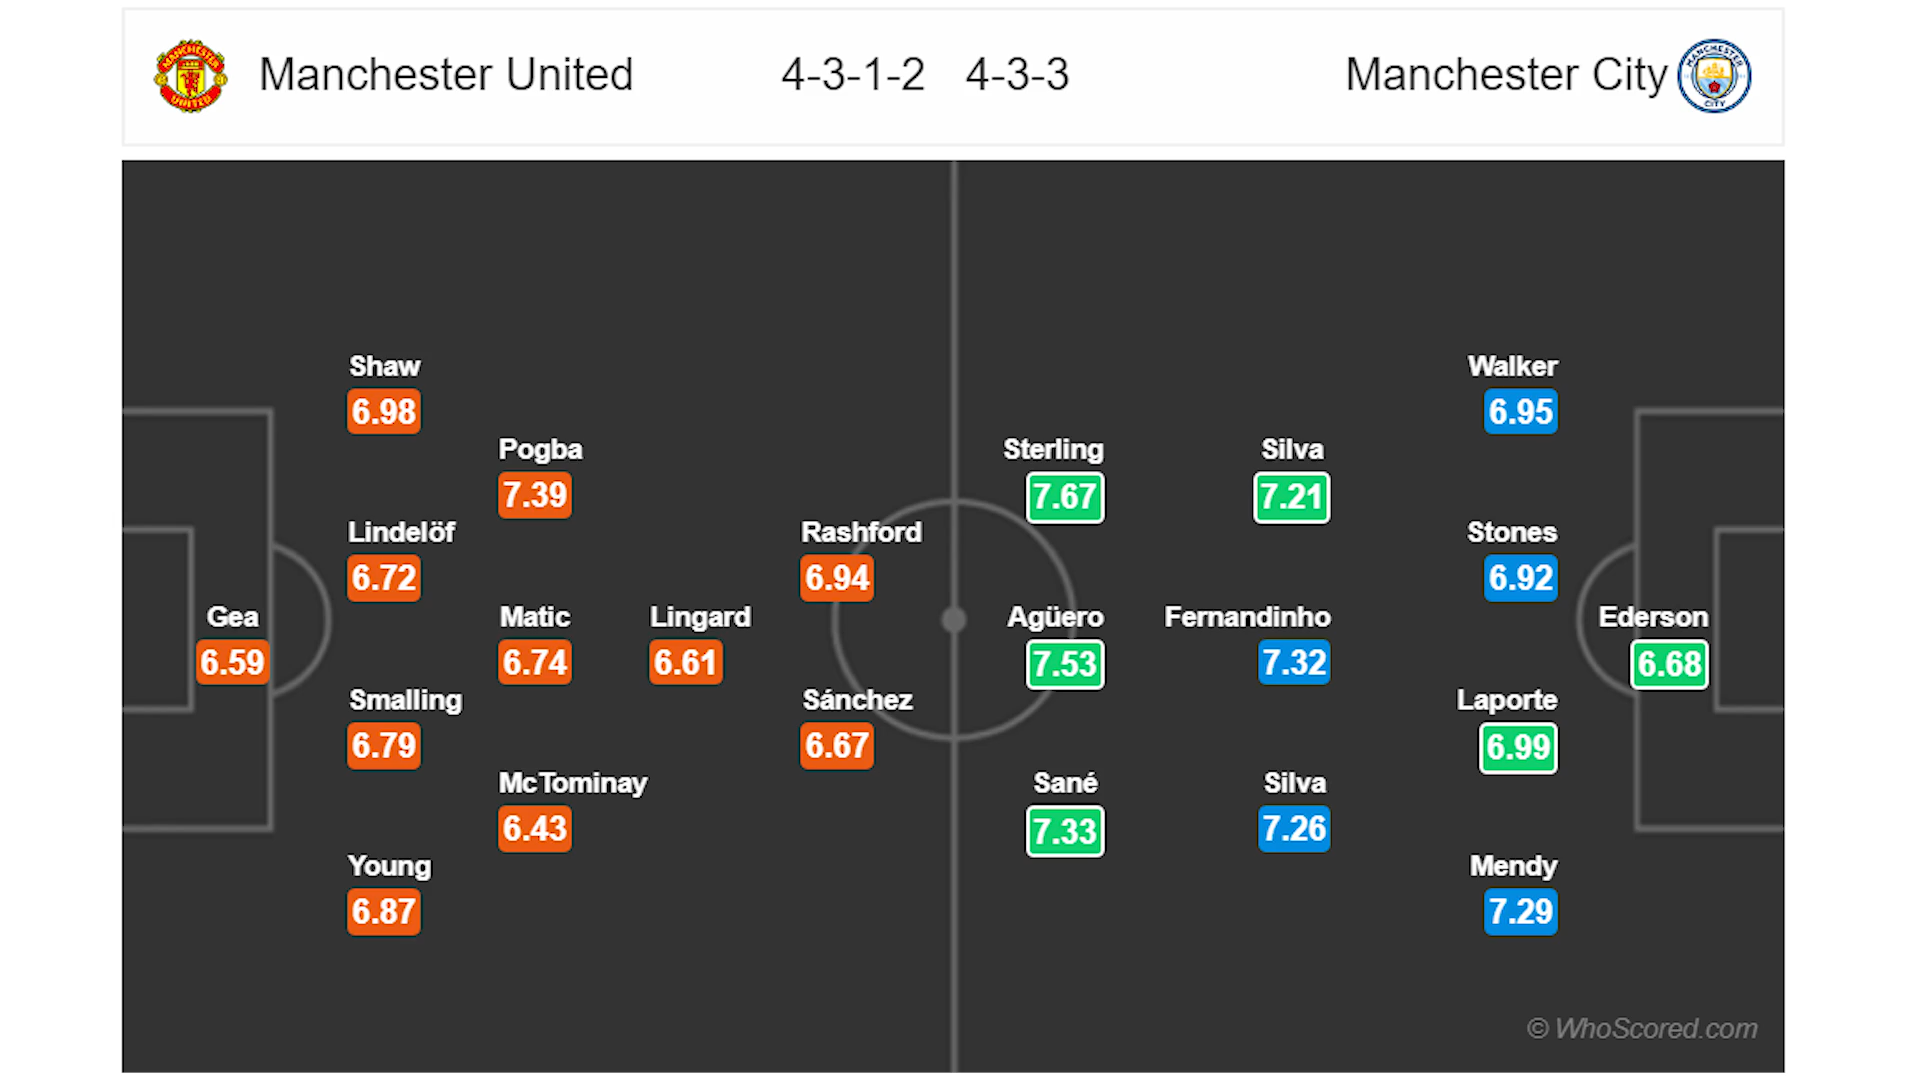 Manchester United 4-3-1-2 4-3-3 Manchester City
MANCHESTER
UNITED
MANCHESTER
CITY
Shaw
6.98
Lindelöf
6.72
Gea
6.59
Smalling
6.79
Young
6.87
Pogba
7.39
Matic
6.74
McTominay
6.43
Lingard
6.61
Rashford
6.94
Sánchez
6.67
Sterling
7.67
Agüero
7.53
Sané
7.33
Silva
7.21
Fernandinho
7.32
Silva
7.26
Walker
6.95
Stones
6.92
Laporte
6.99
Mendy
7.29
Ederson
6.68
© WhoScored.com